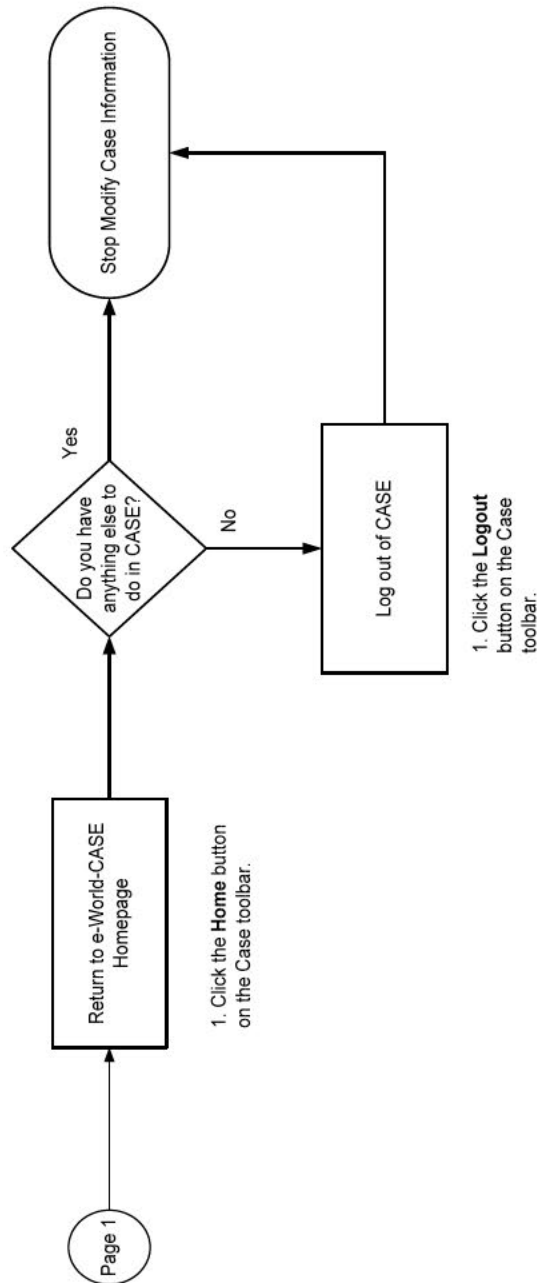 Page 1
Return to e-World-CASE
Homepage
1. Click the Home button
on the Case toolbar.
Do you have
anything else to
do in CASE?
Yes
No
Stop Modify Case Information
Log out of CASE
1. Click the Logout
button on the Case
toolbar.